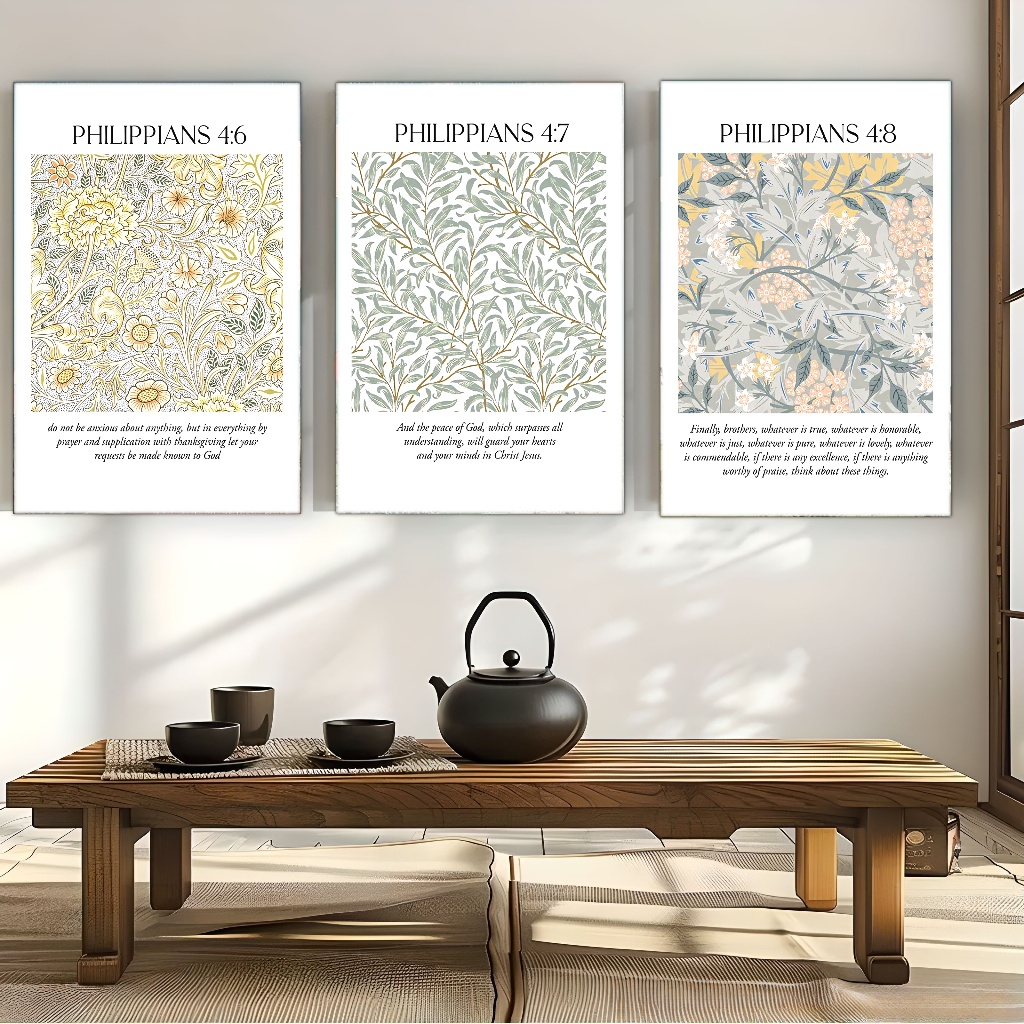 PHILIPPIANS 4:6
do not be anxious about anything, but in everything by
prayer and supplication with thanksgiving let your
requests be made known to God
PHILIPPIANS 4:7
And the peace of God, which surpasses all
understanding, will guard your hearts
and your minds in Christ Jesus.
PHILIPPIANS 4:8
Finally, brothers, whatever is true, whatever is honorable,
whatever is just, whatever is pure, whatever is lovely, whatever
is commendable, if there is any excellence, if there is anything
worthy of praise, think about these things.